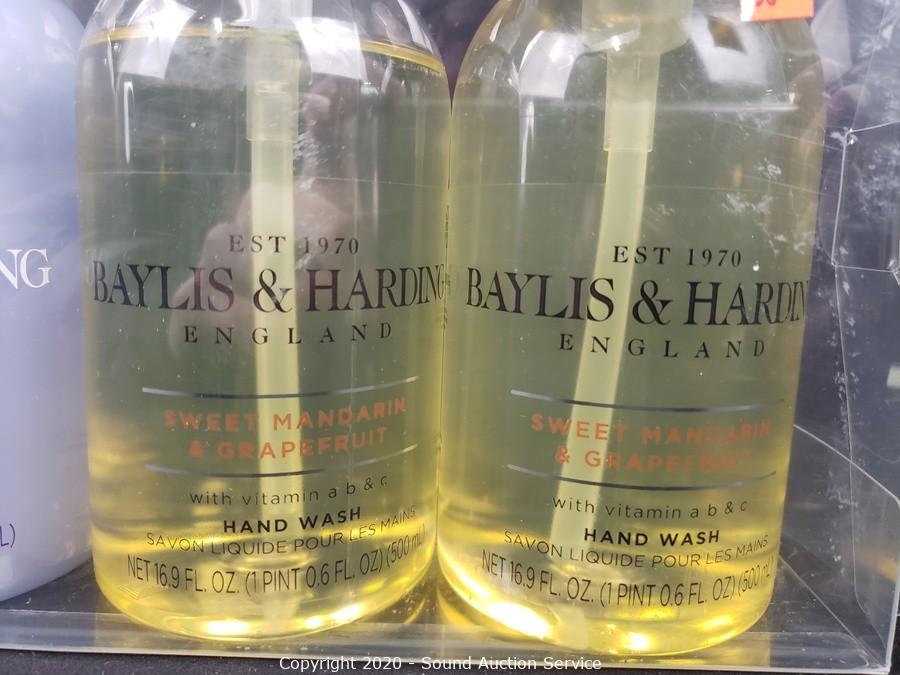 NG
L)
EST 1970
BAYLIS & HARDING
ENGLAND
SWEET MANDARIN
& GRAPEFRUIT
with vitamin a b & c
HAND WASH
SAVON LIQUIDE POUR LES MAINS
NET 16.9 FL. OZ. (1 PINT 0.6 FL. OZ) (500 mL)
EST 1970
BAYLIS & HARDIN
ENGLAND
SWEET MANDARIN
& GRAPEFRUIT
with vitamin a b & c
HAND WASH
SAVON LIQUIDE POUR LES MAINS
NET 16.9 FL. OZ. (1 PINT 0.6 FL. OZ) (500 mL)
Copyright 2020 - Sound Auction Service